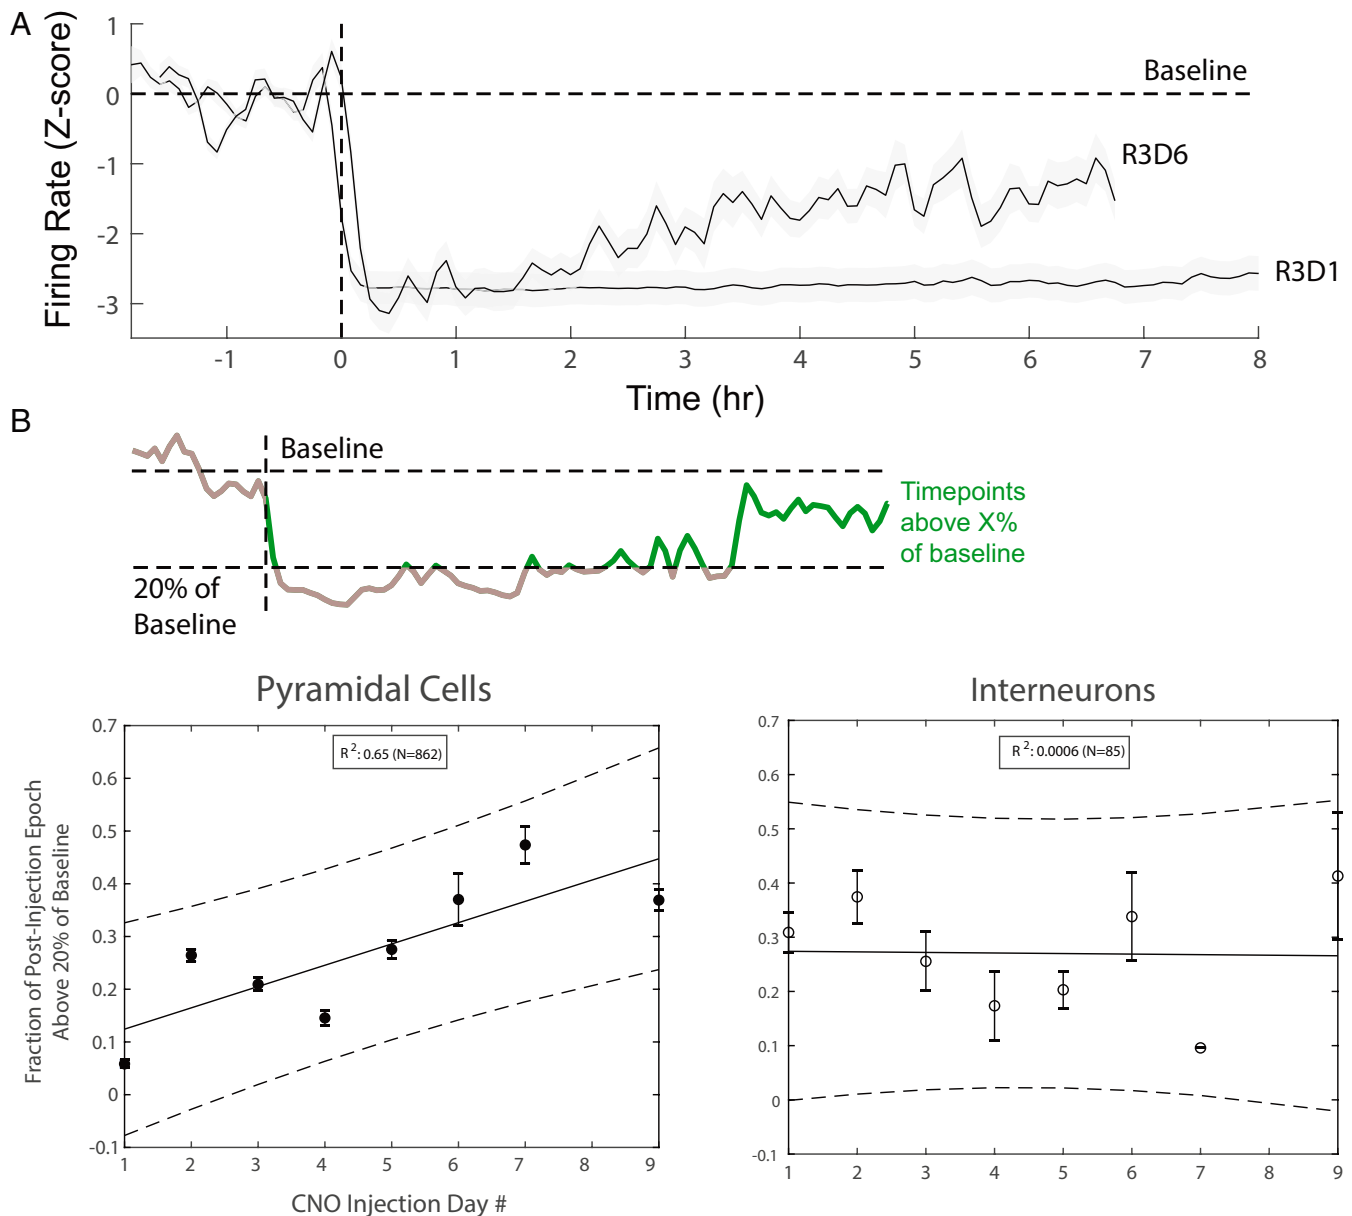 A
Firing Rate (Z-score)
1
0
-1
-2
-3
Baseline
R3D6
R3D1
-1 0 1 2 3 4 5 6 7 8
Time (hr)
B
Baseline
20% of
Baseline
Timepoints
above X%
of baseline
Pyramidal Cells
Fraction of Post-Injection Epoch
Above 20% of Baseline
0.7
0.6
0.5
0.4
0.3
0.2
0.1
0
-0.1
R²: 0.65 (N=862)
1 2 3 4 5 6 7 8 9
CNO Injection Day #
Interneurons
0.7
0.6
0.5
0.4
0.3
0.2
0.1
0
-0.1
R²: 0.0006 (N=85)
1 2 3 4 5 6 7 8 9